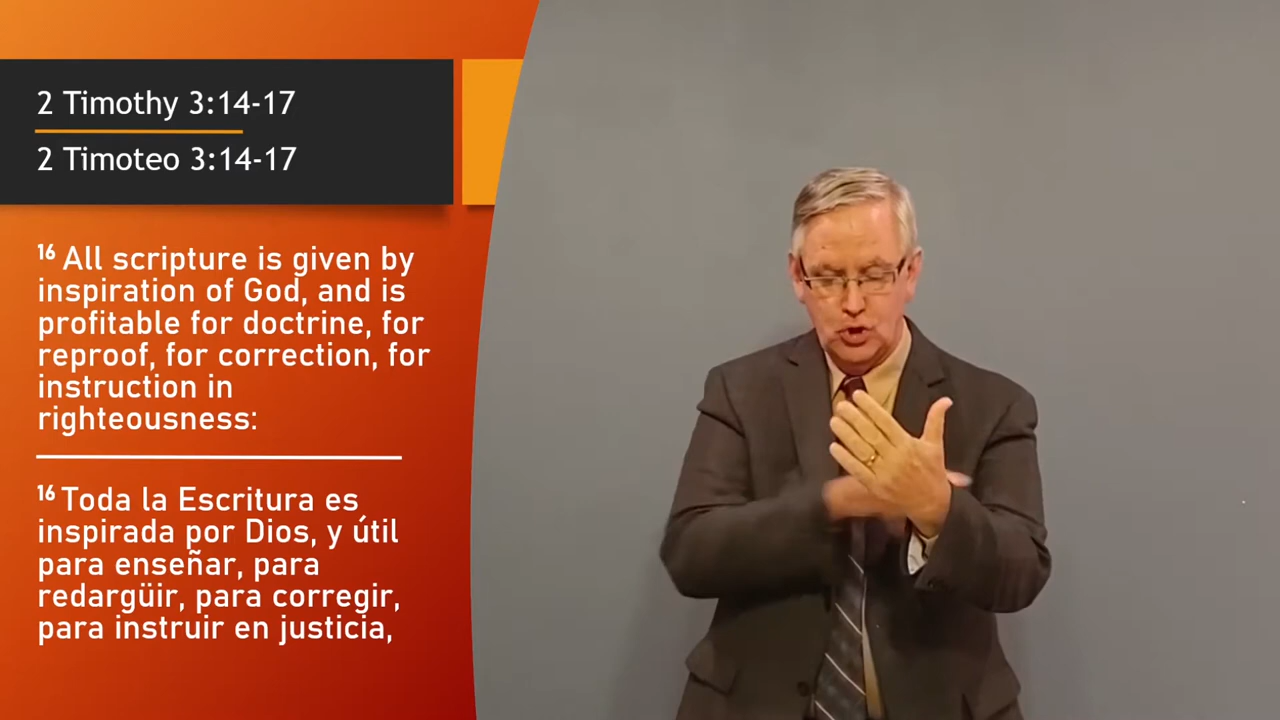 2 Timothy 3:14-17
2 Timoteo 3:14-17
16 All scripture is given by
inspiration of God, and is
profitable for doctrine, for
reproof, for correction, for
instruction in
righteousness:
16 Toda la Escritura es
inspirada por Dios, y útil
para enseñar, para
redargüir, para corregir,
para instruir en justicia,